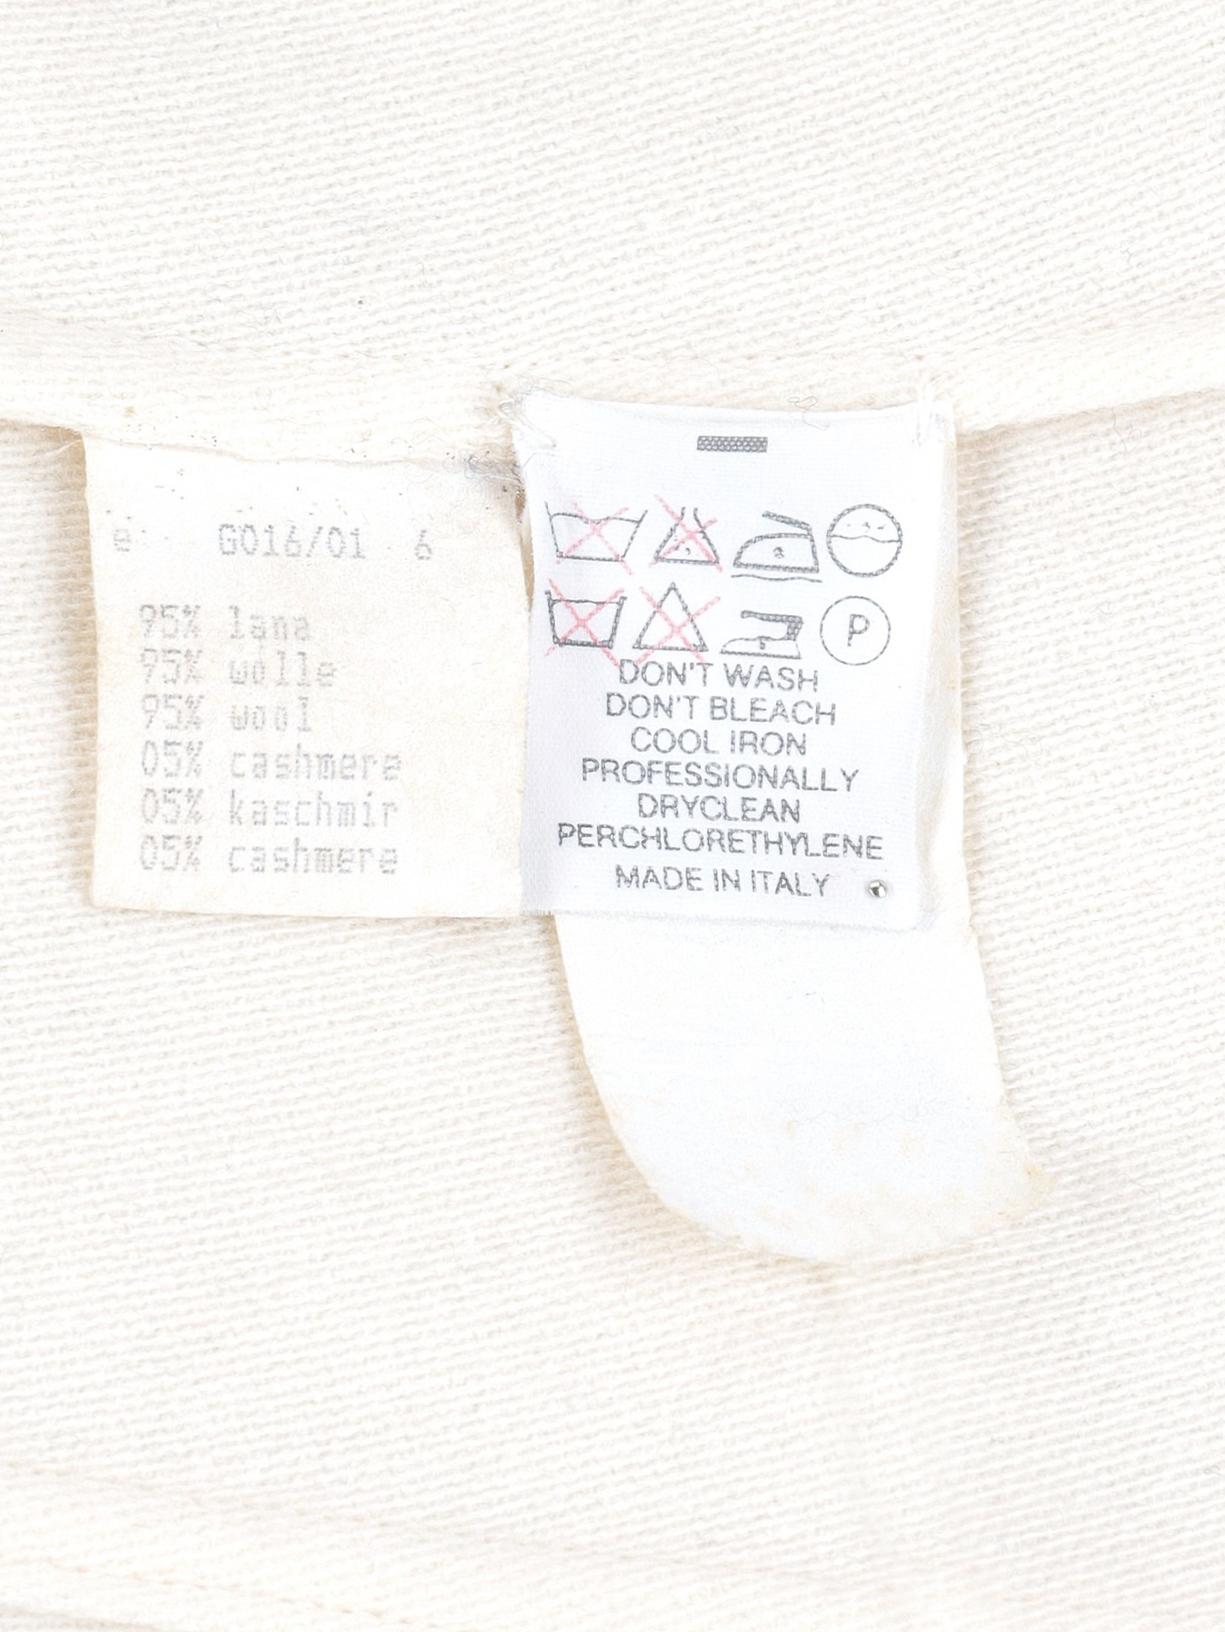 e G016/01 6
95% lana
95% wolle
95% wool
05% cashmere
05% kaschmir
05% cashmere
P
DON'T WASH
DON'T BLEACH
COOL IRON
PROFESSIONALLY
DRYCLEAN
PERCHLORETHYLENE
MADE IN ITALY